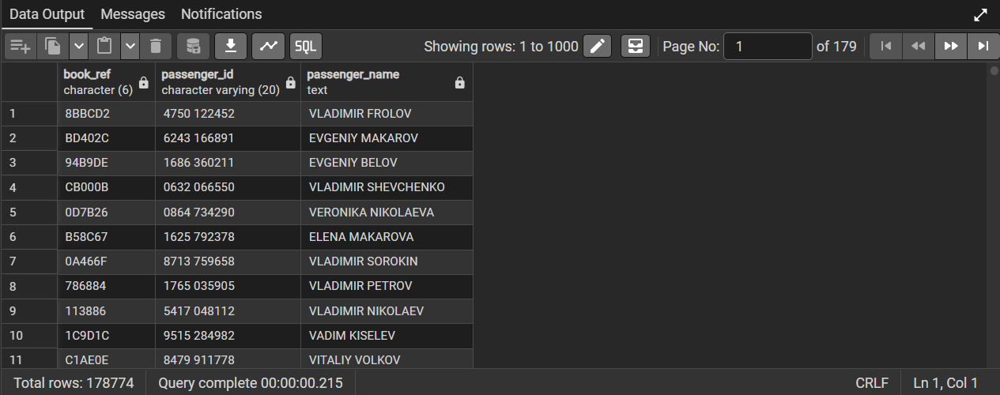 Data Output Messages Notifications
SQL Showing rows: 1 to 1000 Page No: 1 of 179
book_ref passenger_id passenger_name
character (6) character varying (20) text
1 8BBCD2 4750 122452 VLADIMIR FROLOV
2 BD402C 6243 166891 EVGENIY MAKAROV
3 94B9DE 1686 360211 EVGENIY BELOV
4 CB000B 0632 066550 VLADIMIR SHEVCHENKO
5 0D7B26 0864 734290 VERONIKA NIKOLAEVA
6 B58C67 1625 792378 ELENA MAKAROVA
7 0A466F 8713 759658 VLADIMIR SOROKIN
8 786884 1765 035905 VLADIMIR PETROV
9 113886 5417 048112 VLADIMIR NIKOLAEV
10 1C9D1C 9515 284982 VADIM KISELEV
11 C1AE0E 8479 911778 VITALIY VOLKOV
Total rows: 178774 Query complete 00:00:00.215 CRLF Ln 1, Col 1